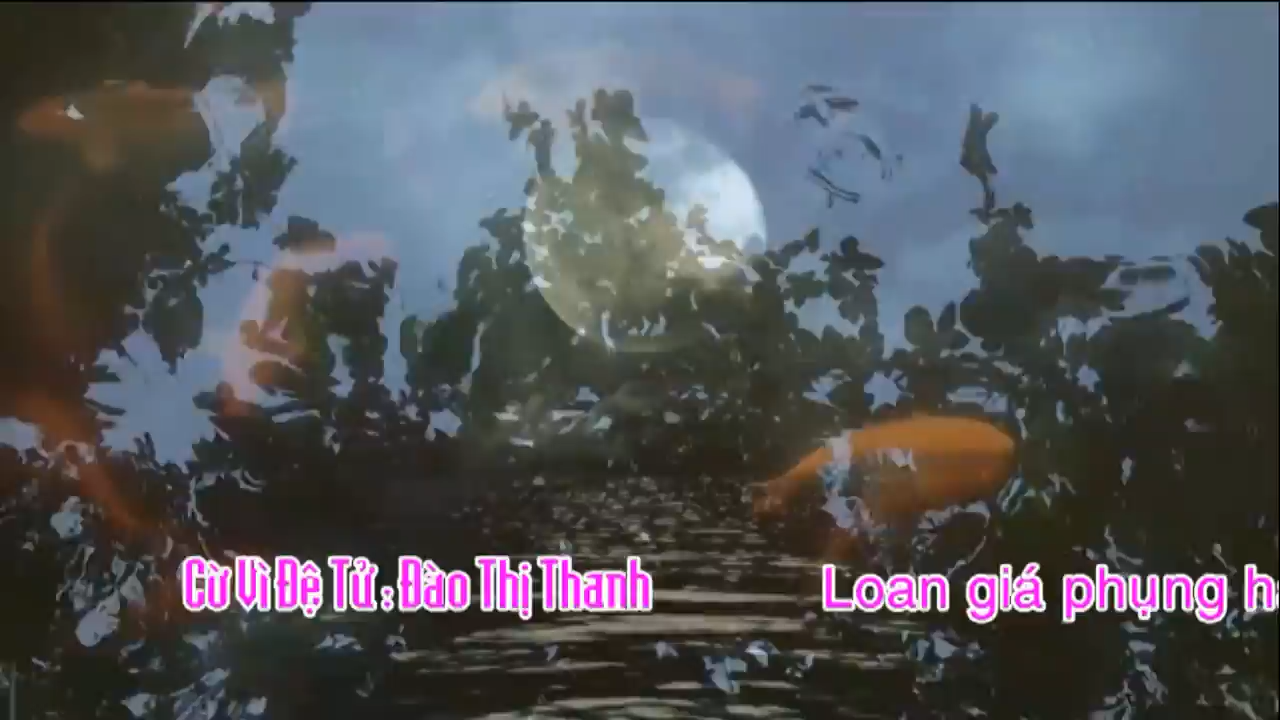 Cừ Vì Đệ Tử : Đào Thị Thanh
Loan giá phụng